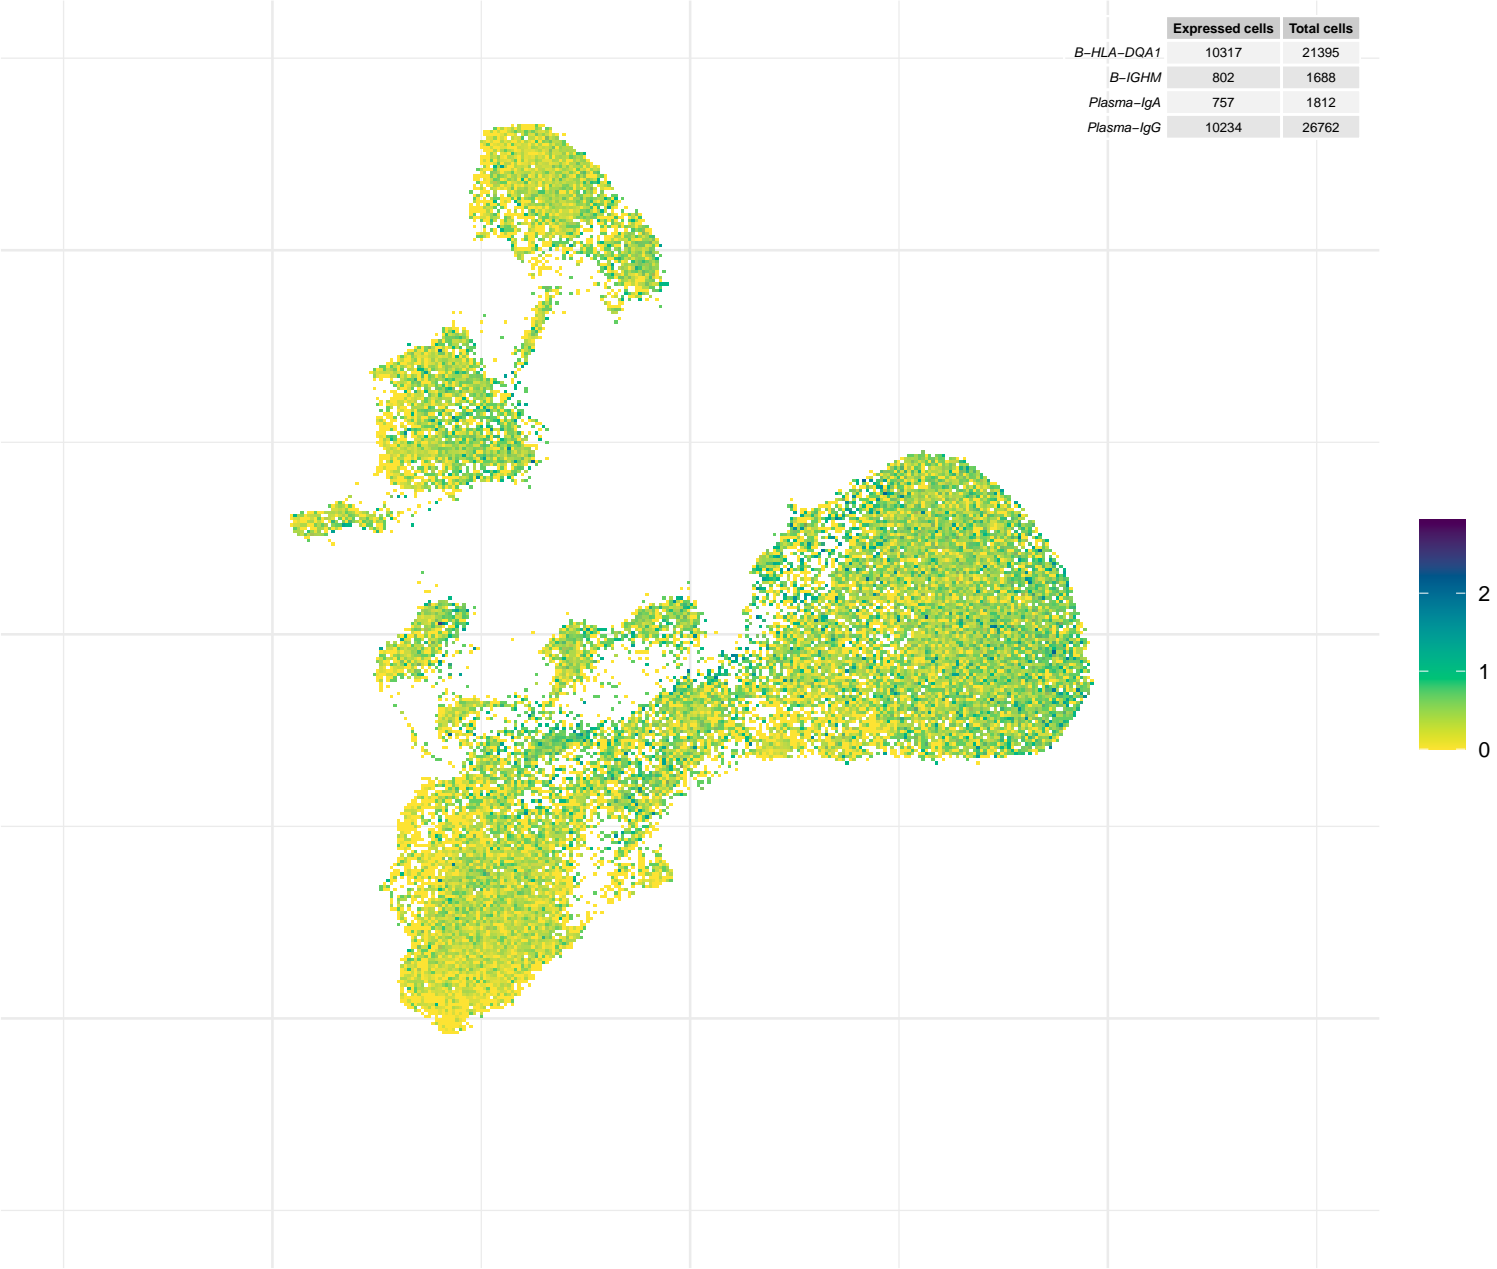 Expressed cells Total cells
B−HLA−DQA1 10317 21395
B−IGHM 802 1688
Plasma−IgA 757 1812
Plasma−IgG 10234 26762
2
1
0